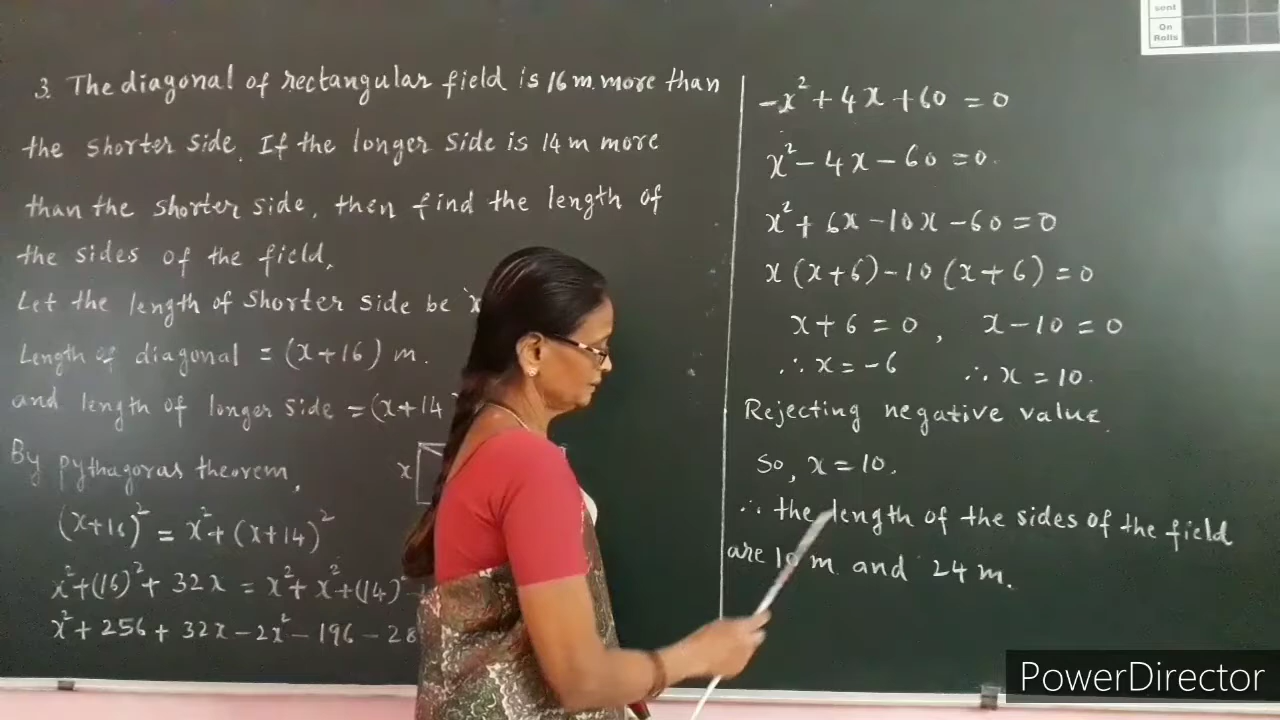 3. The diagonal of rectangular field is 16 m. more than
the shorter side. If the longer side is 14 m more
than the shorter side, then find the length of
the sides of the field.
Let the length of shorter side be 'x
Length of diagonal = (x+16) m.
and length of longer side = (x+14
By pythagoras theorem,
x
(x+16)² = x² + (x+14)²
x²+(16)²+ 32x = x²+ x²+(14)²
x²+ 256 + 32x - 2x² - 196 - 28
-x² + 4x + 60 = 0
x² - 4x - 60 = 0.
x² + 6x - 10x - 60 = 0
x (x+6) - 10 (x+6) = 0
x + 6 = 0 , x - 10 = 0
∴ x = -6 ∴ x = 10.
Rejecting negative value.
So, x = 10.
∴ the length of the sides of the field
are 10 m. and 24 m.
sent
On
Rolls
PowerDirector